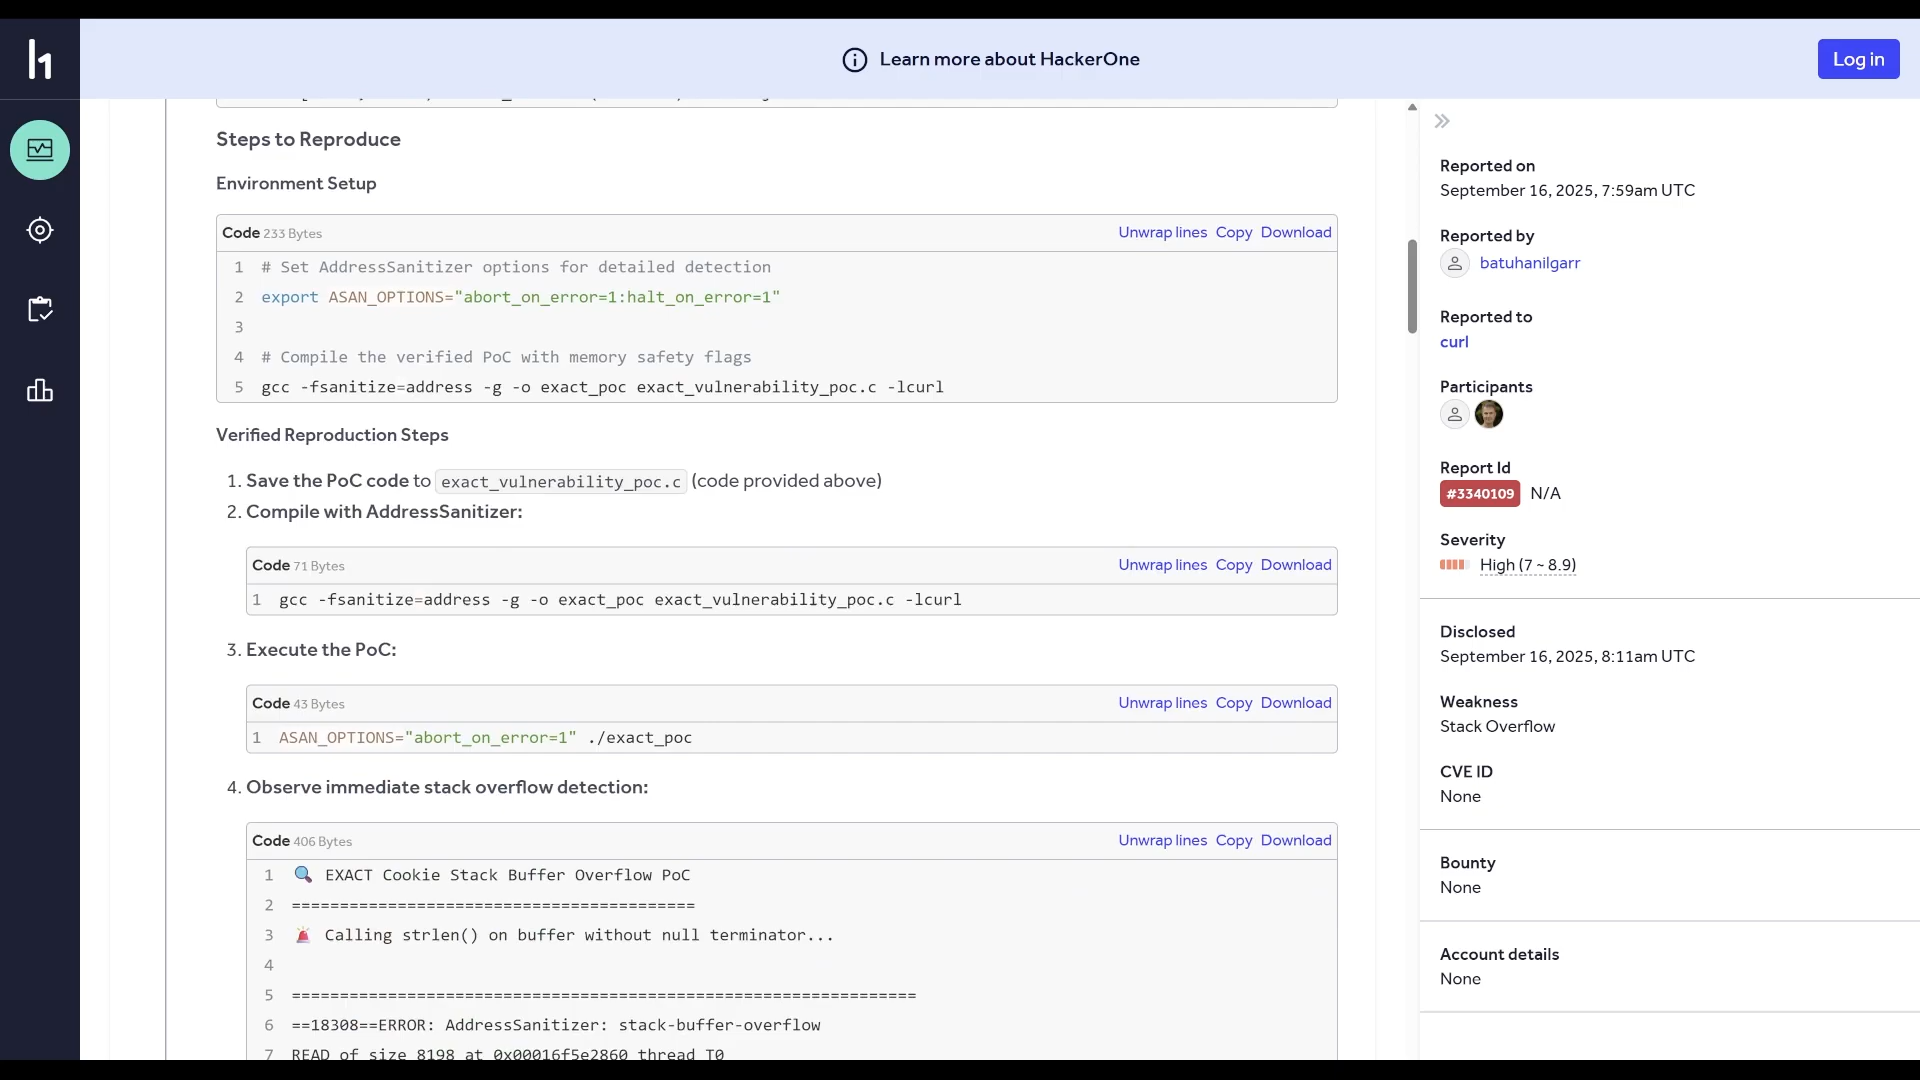 Learn more about HackerOne
Log in
Steps to Reproduce
Environment Setup
Code 233 Bytes
Unwrap lines Copy Download
1 # Set AddressSanitizer options for detailed detection
2 export ASAN_OPTIONS="abort_on_error=1:halt_on_error=1"
3
4 # Compile the verified PoC with memory safety flags
5 gcc -fsanitize=address -g -o exact_poc exact_vulnerability_poc.c -lcurl
Verified Reproduction Steps
1. Save the PoC code to exact_vulnerability_poc.c (code provided above)
2. Compile with AddressSanitizer:
Code 71 Bytes
Unwrap lines Copy Download
1 gcc -fsanitize=address -g -o exact_poc exact_vulnerability_poc.c -lcurl
3. Execute the PoC:
Code 43 Bytes
Unwrap lines Copy Download
1 ASAN_OPTIONS="abort_on_error=1" ./exact_poc
4. Observe immediate stack overflow detection:
Code 406 Bytes
Unwrap lines Copy Download
1 🔍 EXACT Cookie Stack Buffer Overflow PoC
2 ==========================================
3 🚨 Calling strlen() on buffer without null terminator...
4
5 =================================================================
6 ==18308==ERROR: AddressSanitizer: stack-buffer-overflow
7 READ of size 8198 at 0x00016f5e2860 thread T0
Reported on
September 16, 2025, 7:59am UTC
Reported by
batuhanilgarr
Reported to
curl
Participants
Report Id
#3340109 N/A
Severity
High (7 ~ 8.9)
Disclosed
September 16, 2025, 8:11am UTC
Weakness
Stack Overflow
CVE ID
None
Bounty
None
Account details
None